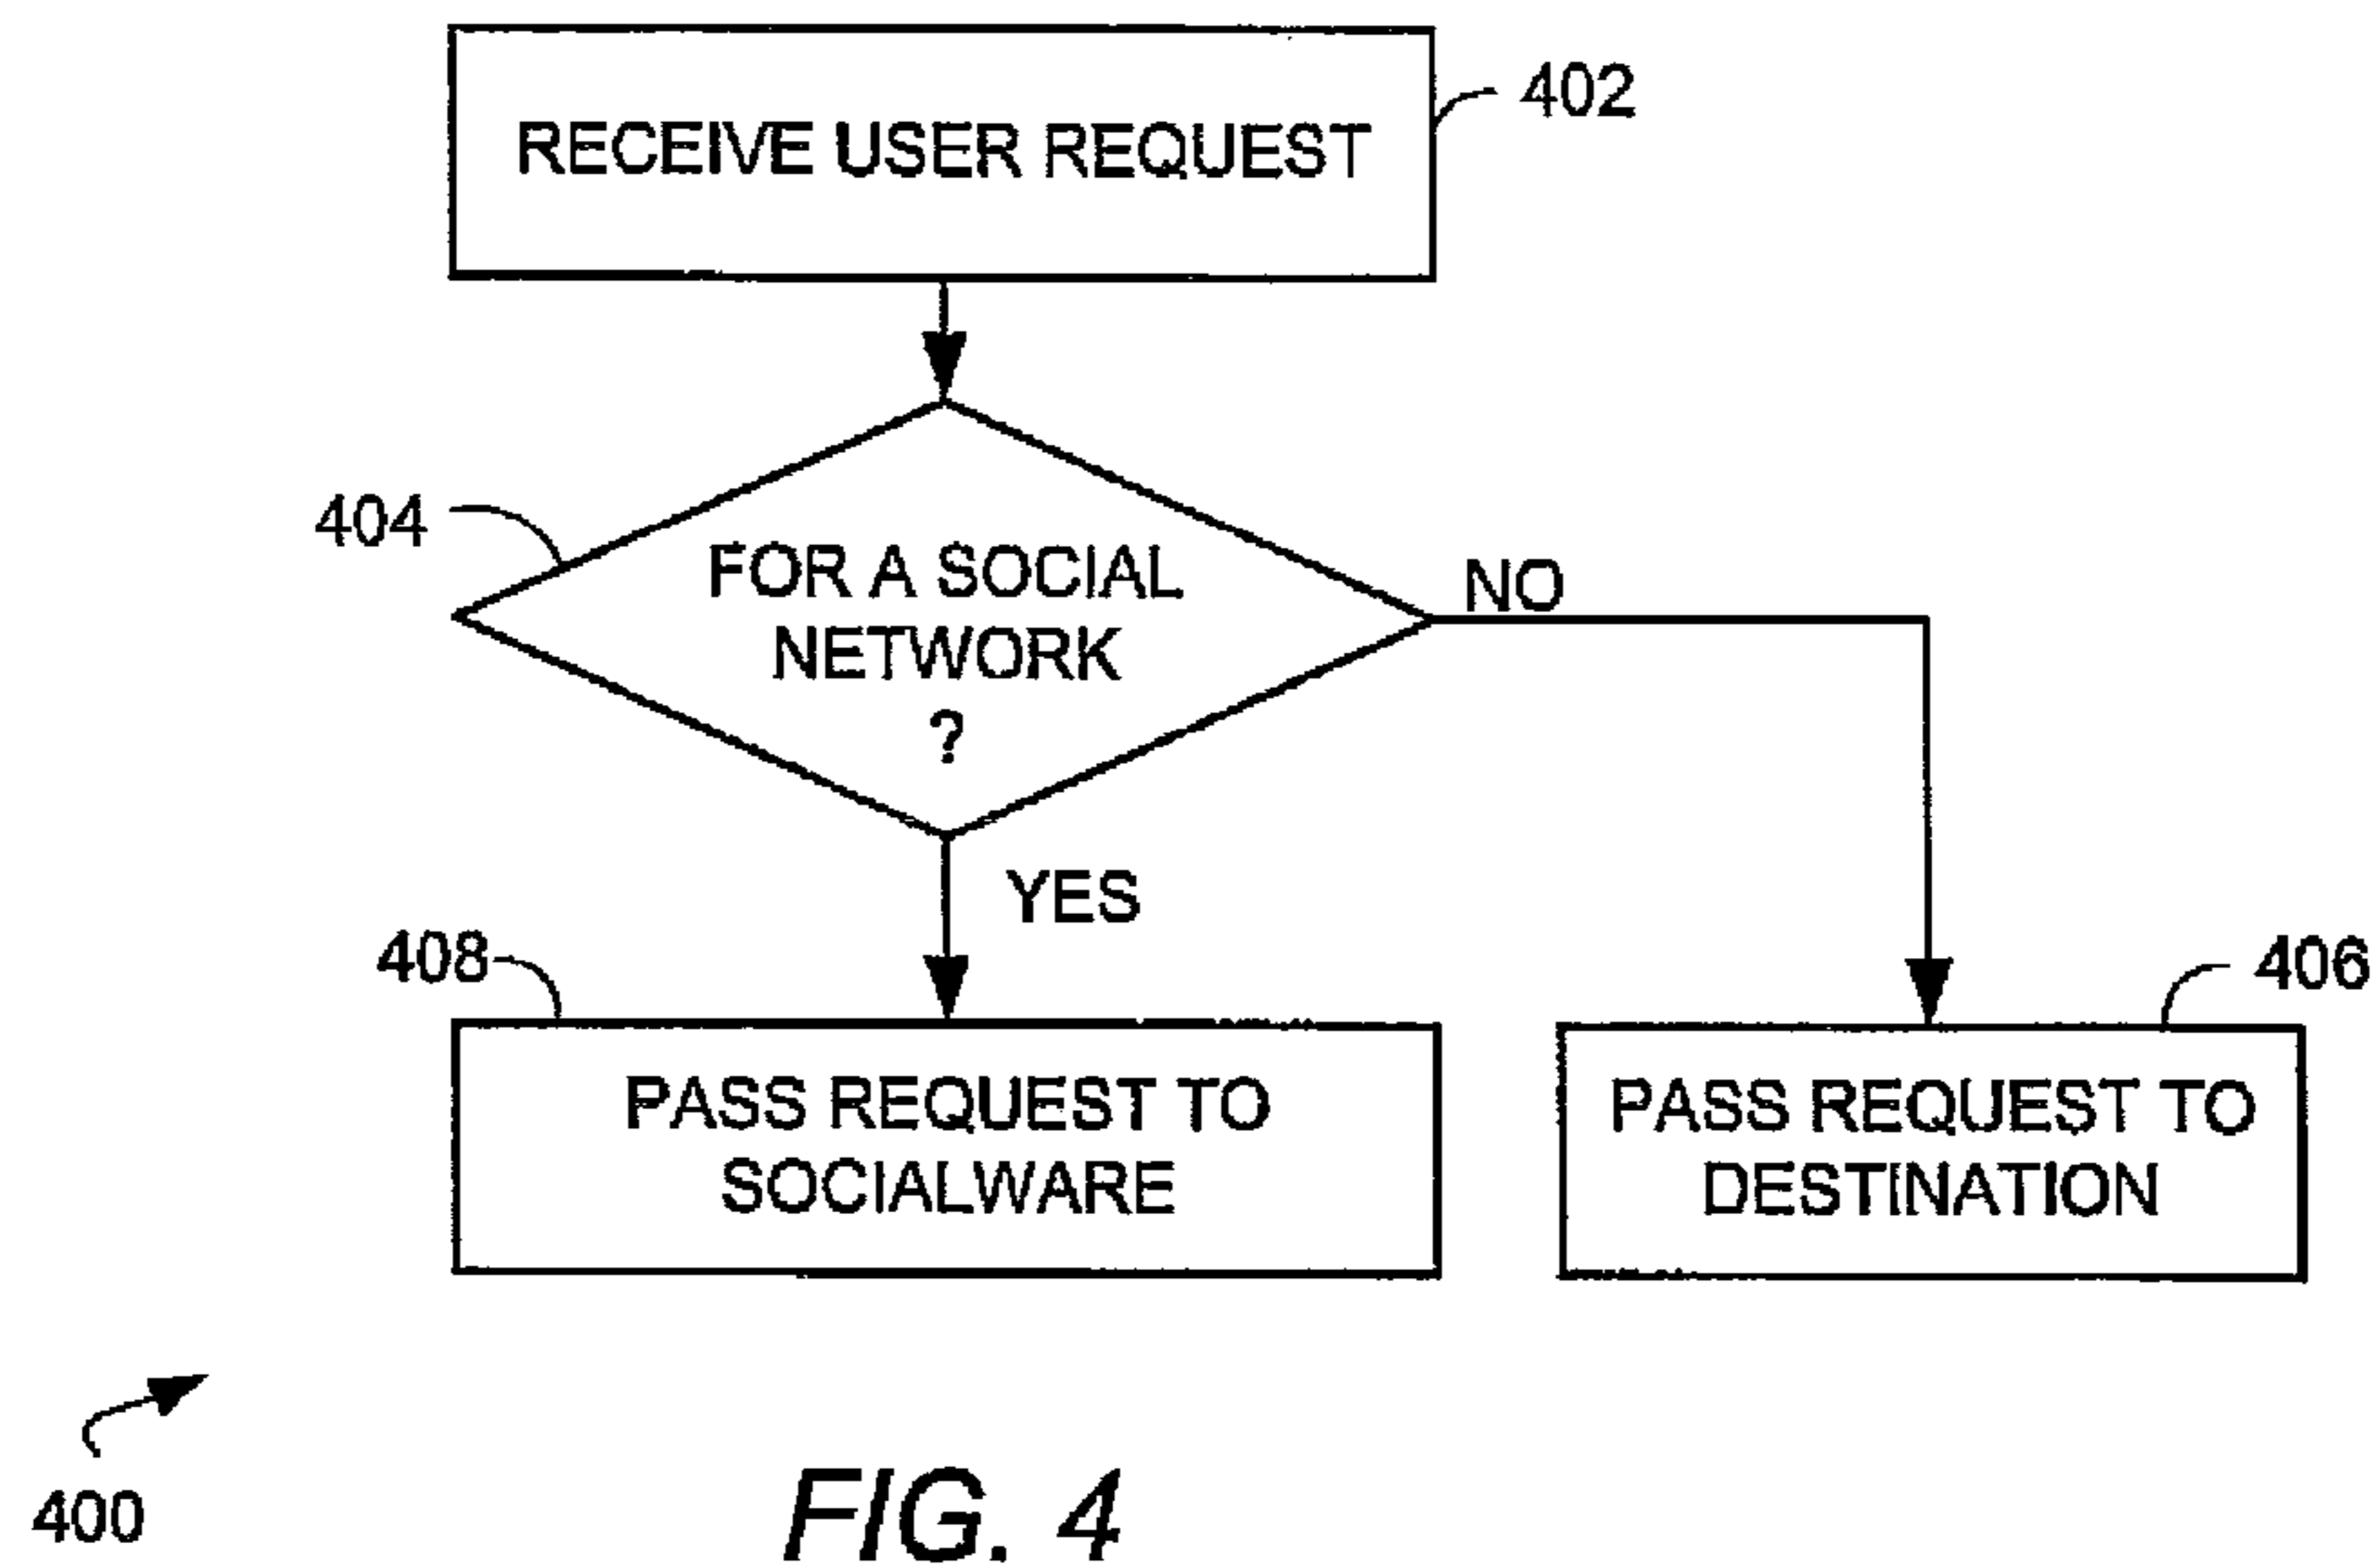 RECEIVE USER REQUEST
402
404
FOR A SOCIAL
NETWORK
?
NO
YES
408
406
PASS REQUEST TO
SOCIALWARE
PASS REQUEST TO
DESTINATION
400
FIG. 4